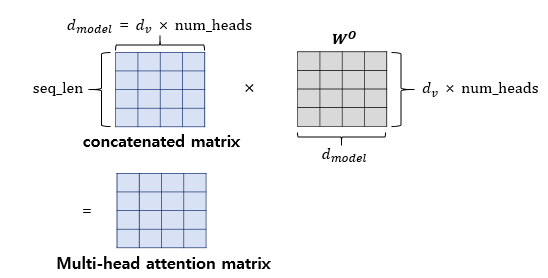 d_model = d_v × num_heads
W^O
seq_len
×
d_v × num_heads
concatenated matrix
d_model
=
Multi-head attention matrix